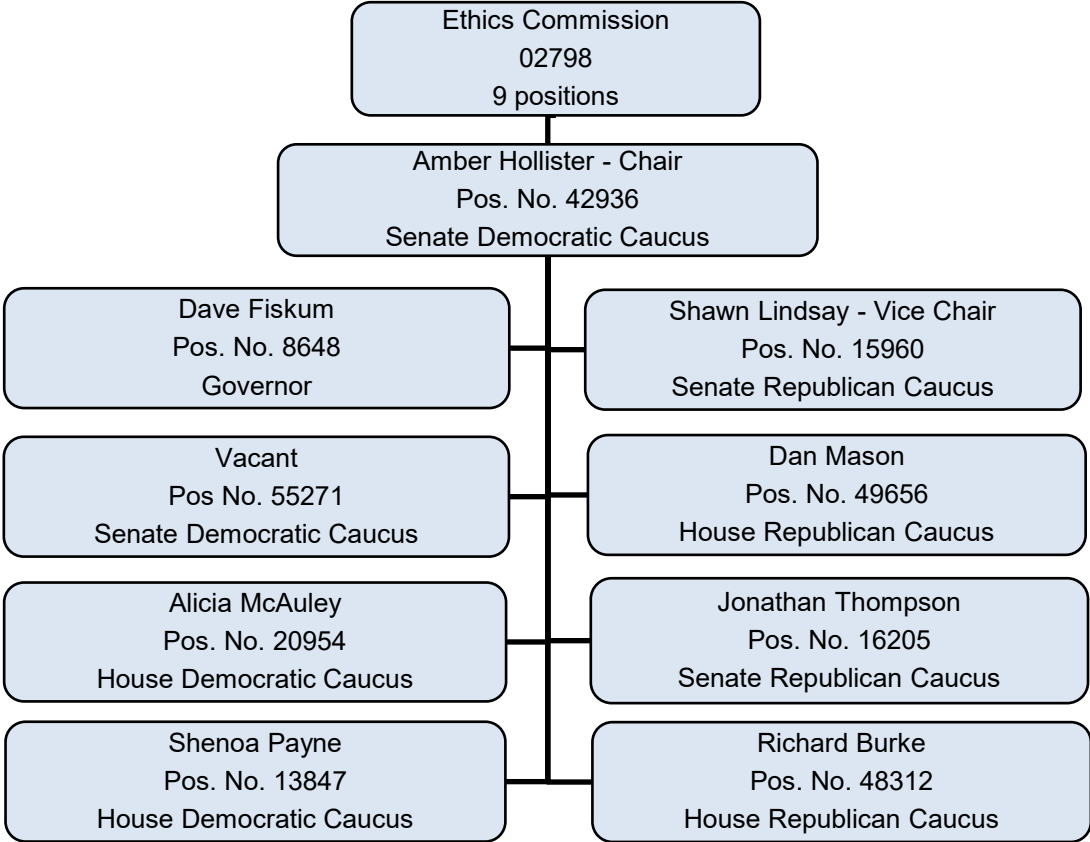 Ethics Commission
02798
9 positions
Amber Hollister - Chair
Pos. No. 42936
Senate Democratic Caucus
Dave Fiskum
Pos. No. 8648
Governor
Shawn Lindsay - Vice Chair
Pos. No. 15960
Senate Republican Caucus
Vacant
Pos No. 55271
Senate Democratic Caucus
Dan Mason
Pos. No. 49656
House Republican Caucus
Alicia McAuley
Pos. No. 20954
House Democratic Caucus
Jonathan Thompson
Pos. No. 16205
Senate Republican Caucus
Shenoa Payne
Pos. No. 13847
House Democratic Caucus
Richard Burke
Pos. No. 48312
House Republican Caucus